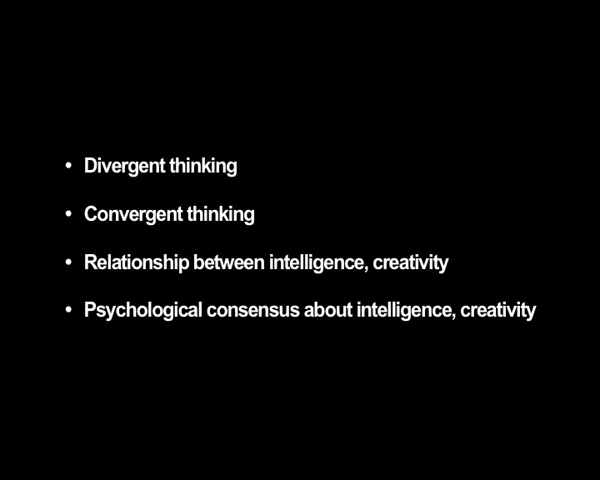 • Divergent thinking
• Convergent thinking
• Relationship between intelligence, creativity
• Psychological consensus about intelligence, creativity